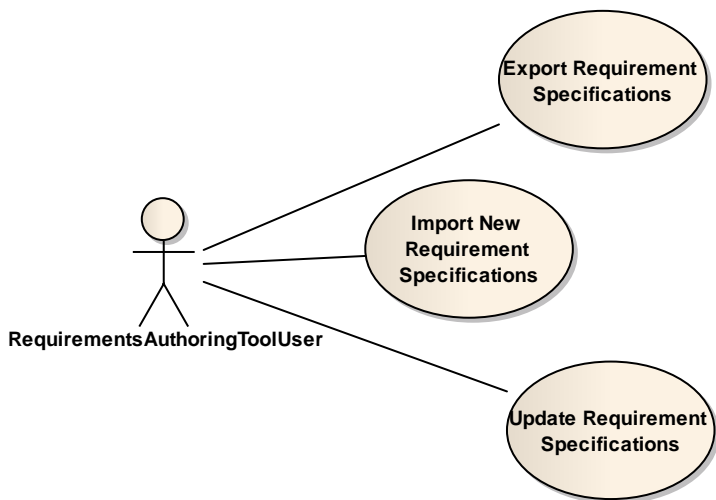 Export Requirement
Specifications
Import New
Requirement
Specifications
RequirementsAuthoringToolUser
Update Requirement
Specifications